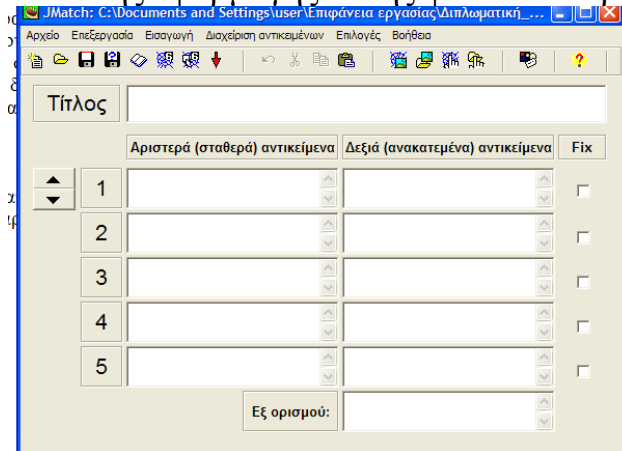 JMatch: C:\Documents and Settings\user\Επιφάνεια εργασίας\Διπλωματική_...
Αρχείο Επεξεργασία Εισαγωγή Διαχείριση αντικειμένων Επιλογές Βοήθεια
Τίτλος
Αριστερά (σταθερά) αντικείμενα Δεξιά (ανακατεμένα) αντικείμενα Fix
1
2
3
4
5
Εξ ορισμού: